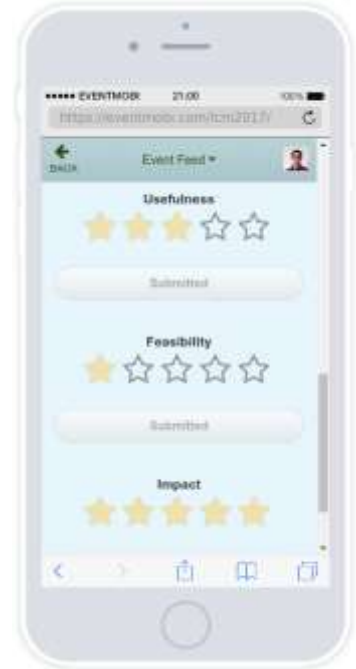 EVENTMOBI 21:00 100%
https://eventmobi.com/fcm2017/
BACK
Event Feed
Usefulness
Submitted
Feasibility
Submitted
Impact